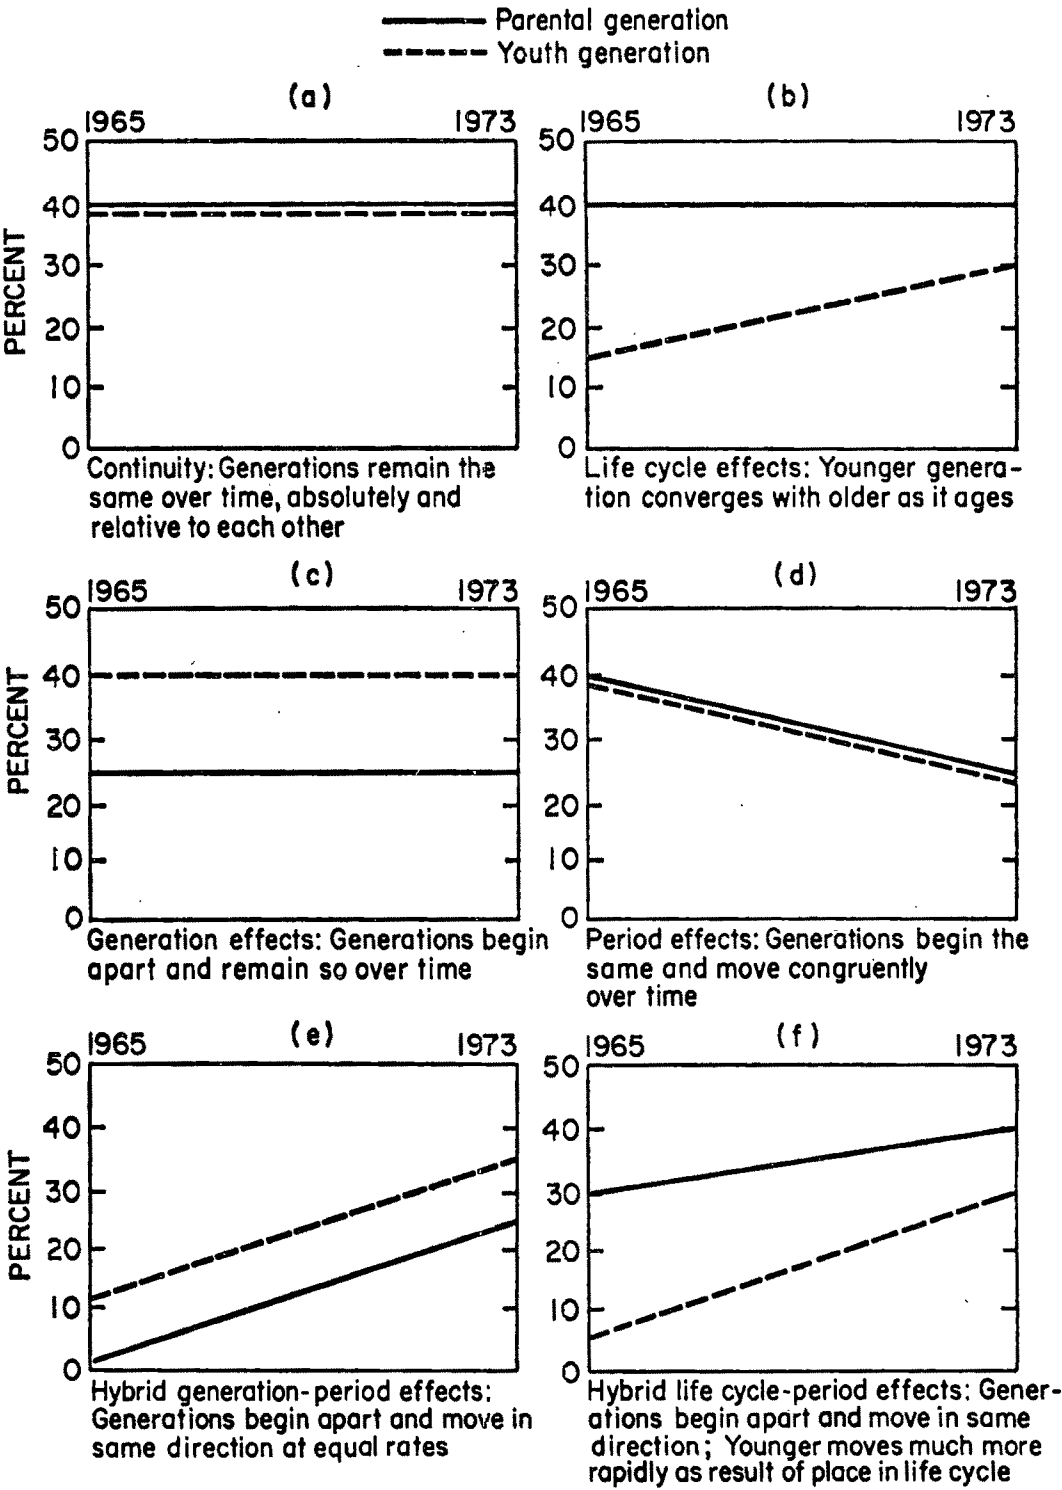 Parental generation
Youth generation
(a)
1965 1973
50
40
30
20
10
0
PERCENT
Continuity: Generations remain the
same over time, absolutely and
relative to each other
(b)
1965 1973
50
40
30
20
10
0
Life cycle effects: Younger genera-
tion converges with older as it ages
(c)
1965 1973
50
40
30
20
10
0
PERCENT
Generation effects: Generations begin
apart and remain so over time
(d)
1965 1973
50
40
30
20
10
0
Period effects: Generations begin the
same and move congruently
over time
(e)
1965 1973
50
40
30
20
10
0
PERCENT
Hybrid generation-period effects:
Generations begin apart and move in
same direction at equal rates
(f)
1965 1973
50
40
30
20
10
0
Hybrid life cycle-period effects: Gener-
ations begin apart and move in same
direction; Younger moves much more
rapidly as result of place in life cycle